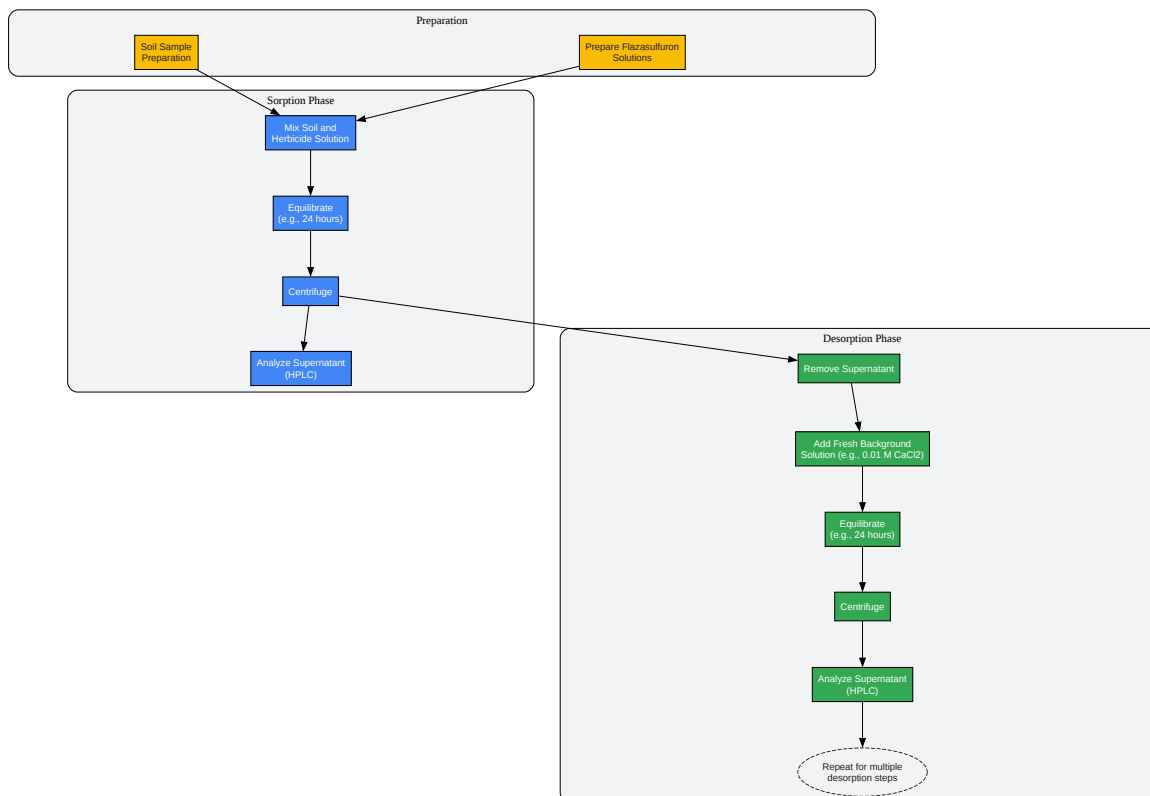 Preparation
Soil Sample
Preparation
Prepare Flazasulfuron
Solutions
Sorption Phase
Mix Soil and
Herbicide Solution
Equilibrate
(e.g., 24 hours)
Centrifuge
Analyze Supernatant
(HPLC)
Desorption Phase
Remove Supernatant
Add Fresh Background
Solution (e.g., 0.01 M CaCl2)
Equilibrate
(e.g., 24 hours)
Centrifuge
Analyze Supernatant
(HPLC)
Repeat for multiple
desorption steps